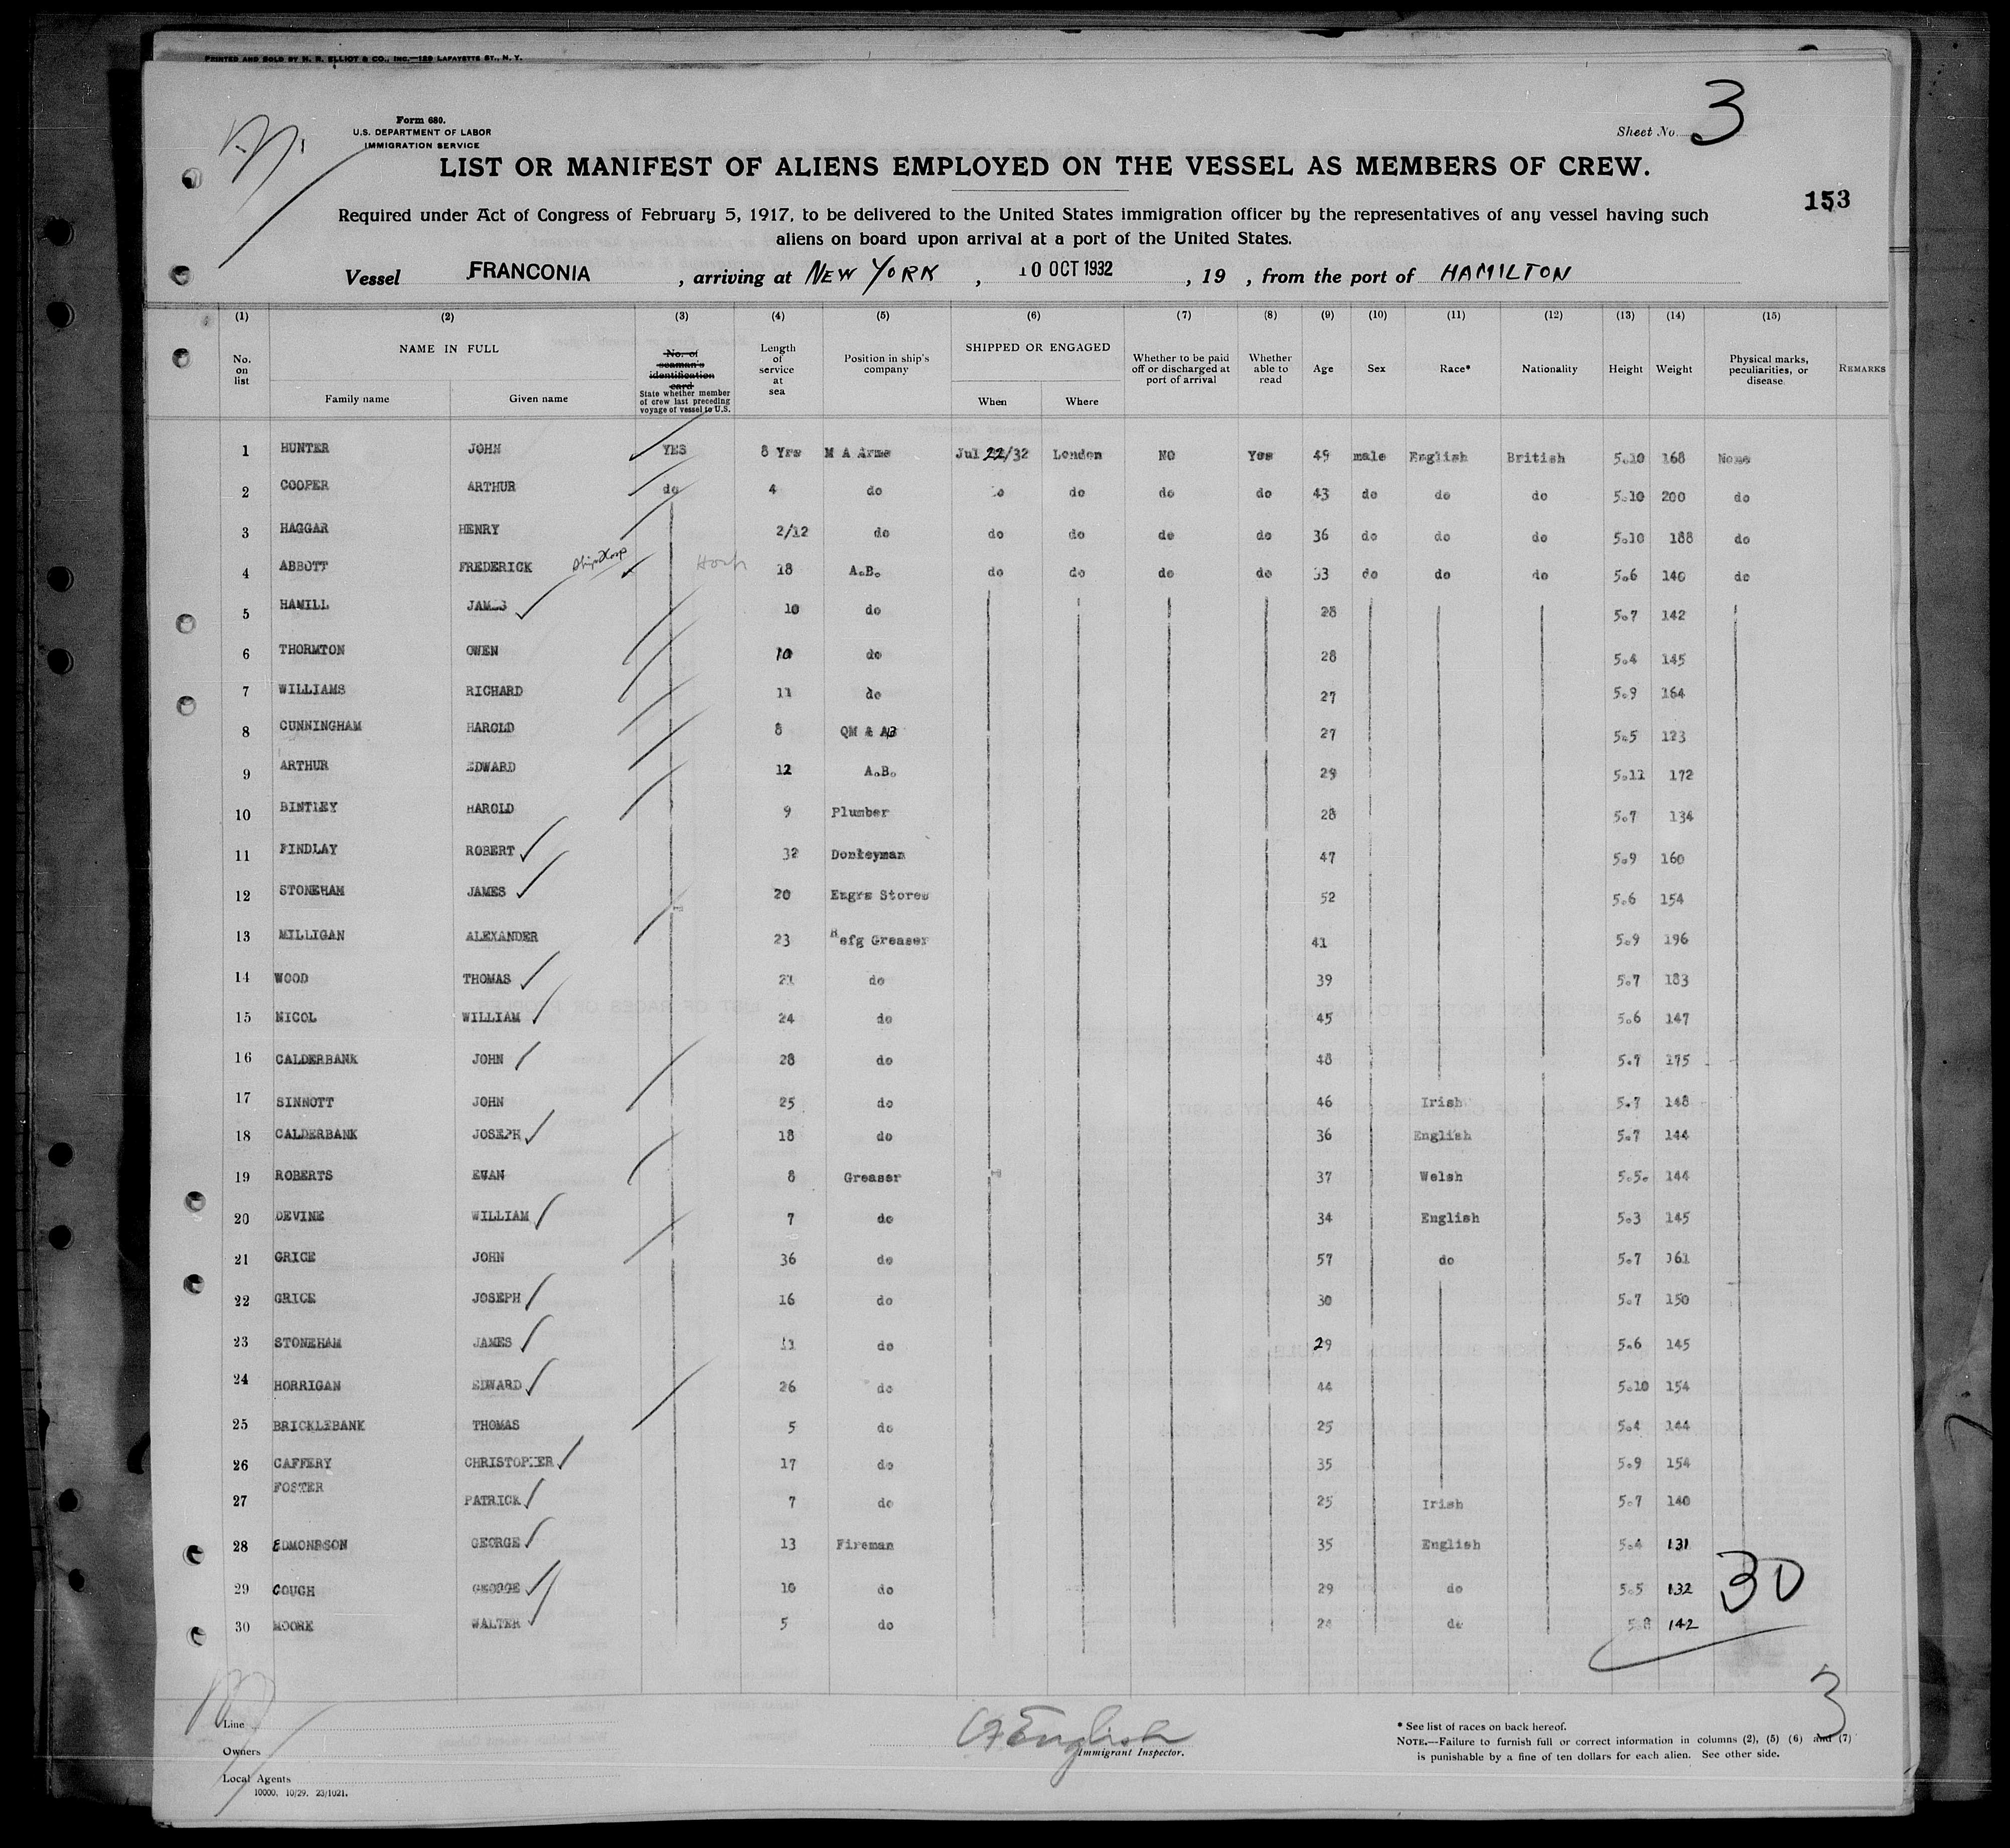 PRINTED AND SOLD BY H. R. ELLIOT & CO., INC.—129 LAFAYETTE ST., N. Y.
Form 680.
U.S. DEPARTMENT OF LABOR
IMMIGRATION SERVICE
Sheet No. 3
LIST OR MANIFEST OF ALIENS EMPLOYED ON THE VESSEL AS MEMBERS OF CREW.
153
Required under Act of Congress of February 5, 1917, to be delivered to the United States immigration officer by the representatives of any vessel having such
aliens on board upon arrival at a port of the United States.
Vessel FRANCONIA , arriving at NEW YORK , 10 OCT 1932 , 19 , from the port of HAMILTON
(1) (2) (3) (4) (5) (6) (7) (8) (9) (10) (11) (12) (13) (14) (15)
No. on list
NAME IN FULL
Family name
Given name
No. of seaman's identification card
State whether member of crew last preceding voyage of vessel to U.S.
Length of service at sea
Position in ship's company
SHIPPED OR ENGAGED
When
Where
Whether to be paid off or discharged at port of arrival
Whether able to read
Age
Sex
Race*
Nationality
Height
Weight
Physical marks, peculiarities, or disease.
REMARKS
1 HUNTER JOHN YES 8 Yrs M A Arms Jul 22/32 London NO Yes 49 male English British 5.10 168 None
2 COOPER ARTHUR do 4 do do do do do 43 do do do 5.10 200 do
3 HAGGAR HENRY 2/12 do do do do do 36 do do do 5.10 188 do
4 ABBOTT FREDERICK 18 A.B. do do do do 33 do do do 5.6 140 do
5 HAMILL JAMES 10 do 28 5.7 142
6 THORNTON OWEN 10 do 28 5.4 145
7 WILLIAMS RICHARD 11 do 27 5.9 164
8 CUNNINGHAM HAROLD 8 QM & AB 27 5.5 123
9 ARTHUR EDWARD 12 A.B. 29 5.11 172
10 BINTLEY HAROLD 9 Plumber 28 5.7 134
11 FINDLAY ROBERT 32 Donkeyman 47 5.9 160
12 STONEHAM JAMES 20 Engrs Stores 52 5.6 154
13 MILLIGAN ALEXANDER 23 Refg Greaser 41 5.9 196
14 WOOD THOMAS 21 do 39 5.7 183
15 NICOL WILLIAM 24 do 45 5.6 147
16 CALDERBANK JOHN 28 do 48 5.7 175
17 SINNOTT JOHN 25 do 46 Irish 5.7 148
18 CALDERBANK JOSEPH 18 do 36 English 5.7 144
19 ROBERTS EVAN 8 Greaser 37 Welsh 5.5. 144
20 DEVINE WILLIAM 7 do 34 English 5.3 145
21 GRICE JOHN 36 do 57 do 5.7 161
22 GRICE JOSEPH 16 do 30 5.7 150
23 STONEHAM JAMES 11 do 29 5.6 145
24 HORRIGAN EDWARD 26 do 44 5.10 154
25 BRICKLEBANK THOMAS 5 do 25 5.4 144
26 CAFFERY CHRISTOPHER 17 do 35 5.9 154
27 FOSTER PATRICK 7 do 25 Irish 5.7 140
28 EDMONDSON GEORGE 13 Fireman 35 English 5.4 131
29 COUGH GEORGE 10 do 29 do 5.5 132
30 MOORE WALTER 5 do 24 do 5.8 142
30
3
Line
Owners
Local Agents
10000. 10/29. 23/1021.
English
Immigrant Inspector.
* See list of races on back hereof.
NOTE.—Failure to furnish full or correct information in columns (2), (5) (6) and (7)
is punishable by a fine of ten dollars for each alien. See other side.